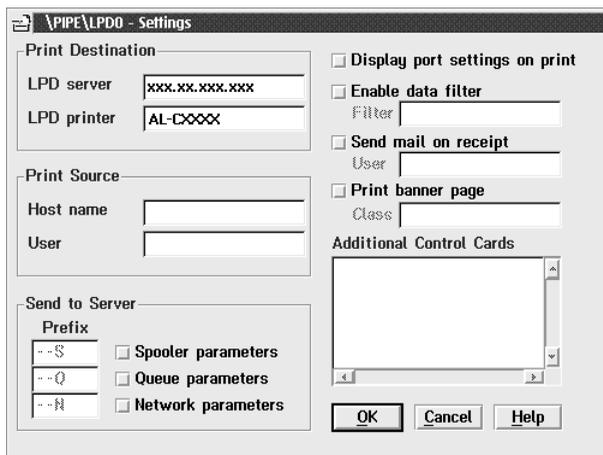 \PIPE\LPD0 - Settings
Print Destination
LPD server xxx.xx.xxx.xxx
LPD printer AL-CXXXX
Print Source
Host name
User
Send to Server
Prefix
--S Spooler parameters
--Q Queue parameters
--N Network parameters
Display port settings on print
Enable data filter
Filter
Send mail on receipt
User
Print banner page
Class
Additional Control Cards
OK Cancel Help